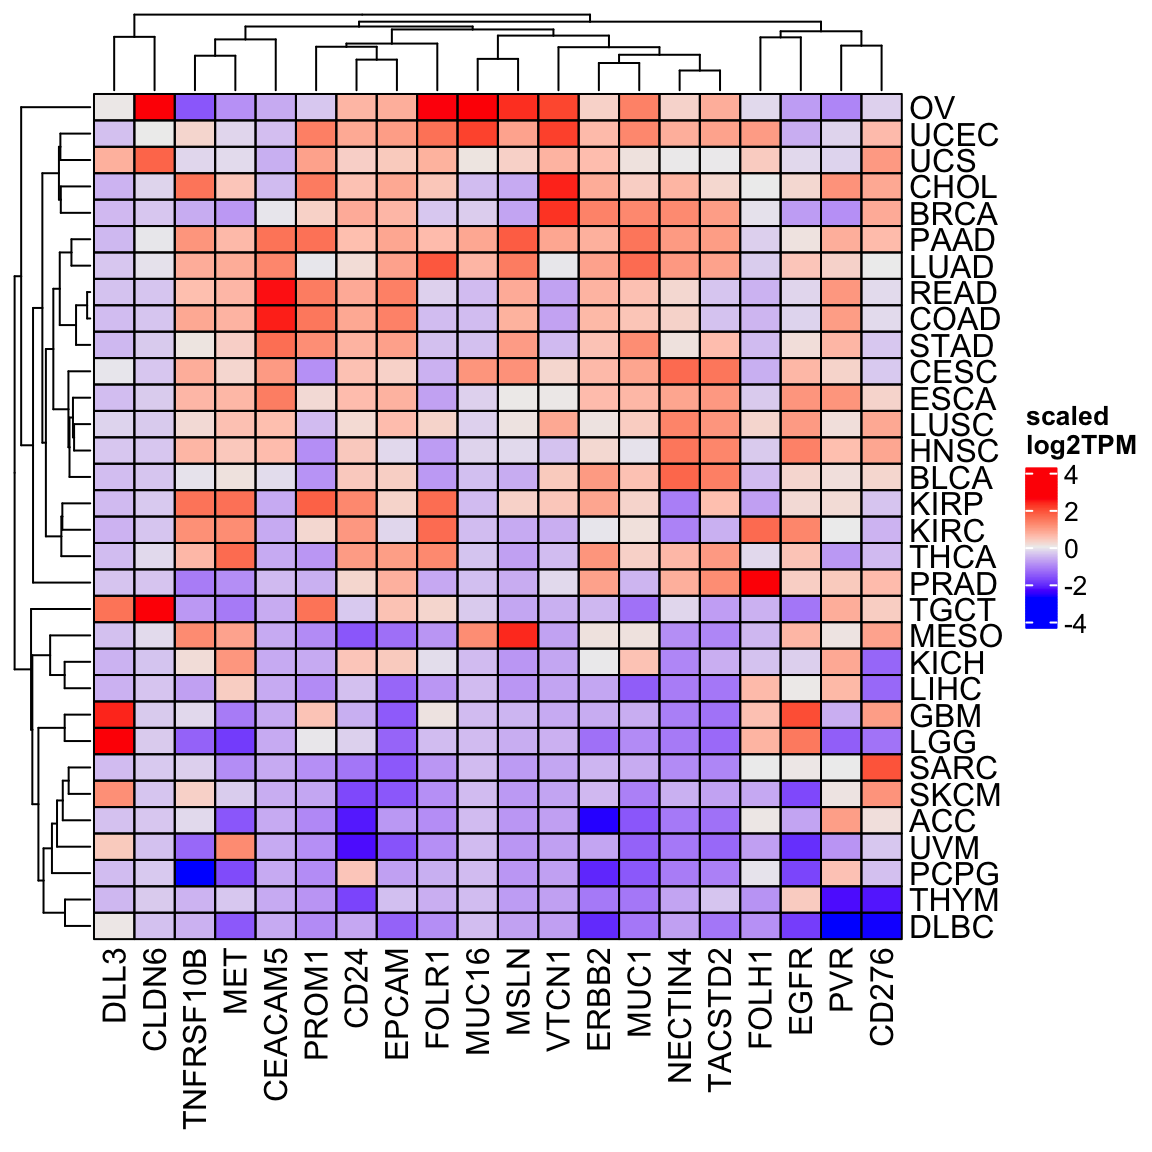 OV
UCEC
UCS
CHOL
BRCA
PAAD
LUAD
READ
COAD
STAD
CESC
ESCA
LUSC
HNSC
BLCA
KIRP
KIRC
THCA
PRAD
TGCT
MESO
KICH
LIHC
GBM
LGG
SARC
SKCM
ACC
UVM
PCPG
THYM
DLBC
DLL3
CLDN6
TNFRSF10B
MET
CEACAM5
PROM1
CD24
EPCAM
FOLR1
MUC16
MSLN
VTCN1
ERBB2
MUC1
NECTIN4
TACSTD2
FOLH1
EGFR
PVR
CD276
scaled
log2TPM
4
2
0
-2
-4